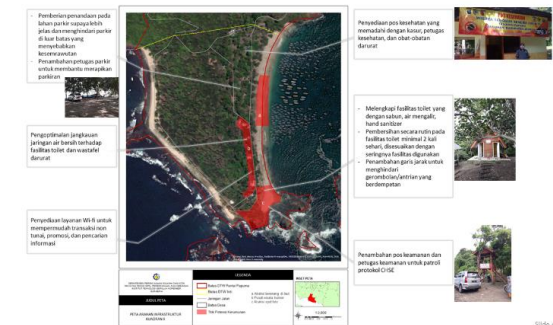 - Pemberian penandaan pada
lahan parkir supaya lebih
jelas dan menghindari parkir
di luar batas yang
menyebabkan
kesemrawutan
- Penambahan petugas parkir
untuk membantu merapikan
parkiran
Pengoptimalan jangkauan
jaringan air bersih terhadap
fasilitas toilet dan wastafel
darurat
Penyediaan layanan Wi-fi untuk
mempermudah transaksi non
tunai, promosi, dan pencarian
informasi
Penyediaan pos kesehatan yang
memadahi dengan kasur, petugas
kesehatan, dan obat-obatan
darurat
- Melengkapi fasilitas toilet yang
dengan sabun, air mengalir,
hand sanitizer
- Pembersihan secara rutin pada
fasilitas toilet minimal 2 kali
sehari, disesuaikan dengan
seringnya fasilitas digunakan
- Penambahan garis jarak untuk
menghindari
gerombolan/antrian yang
berdempetan
Penambahan pos keamanan dan
petugas keamanan untuk patroli
protokol CHSE
JUDUL PETA
LEGENDA
INSET PETA
Slide